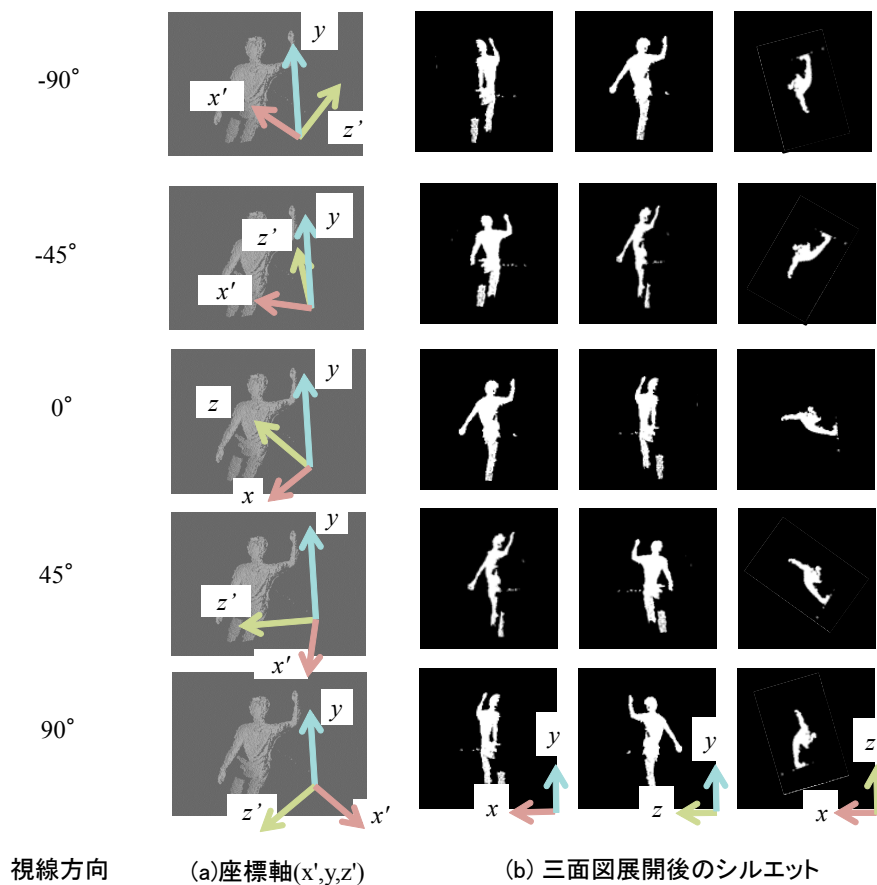 -90°
y
x'
z'
-45°
y
z'
x'
0°
y
z
x
45°
y
z'
x'
90°
y
z'
x'
y
x
y
z
z
x
視線方向
(a)座標軸(x',y,z')
(b) 三面図展開後のシルエット